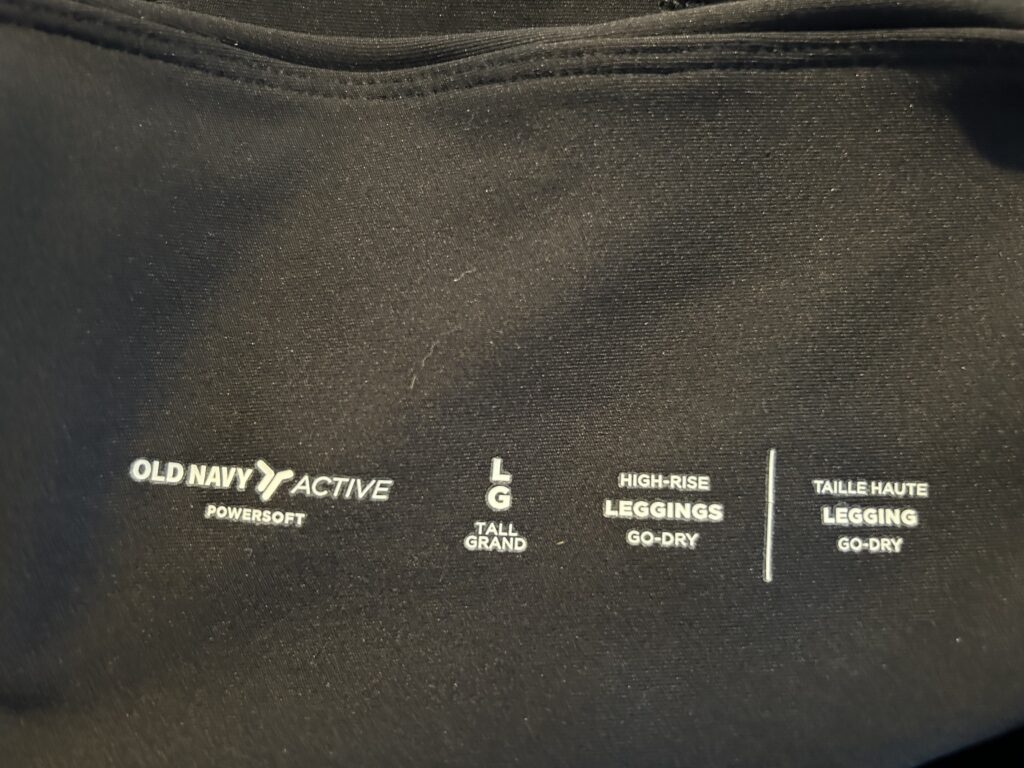 OLD NAVY ACTIVE
POWERSOFT
L
G
TALL
GRAND
HIGH-RISE
LEGGINGS
GO-DRY
TAILLE HAUTE
LEGGING
GO-DRY